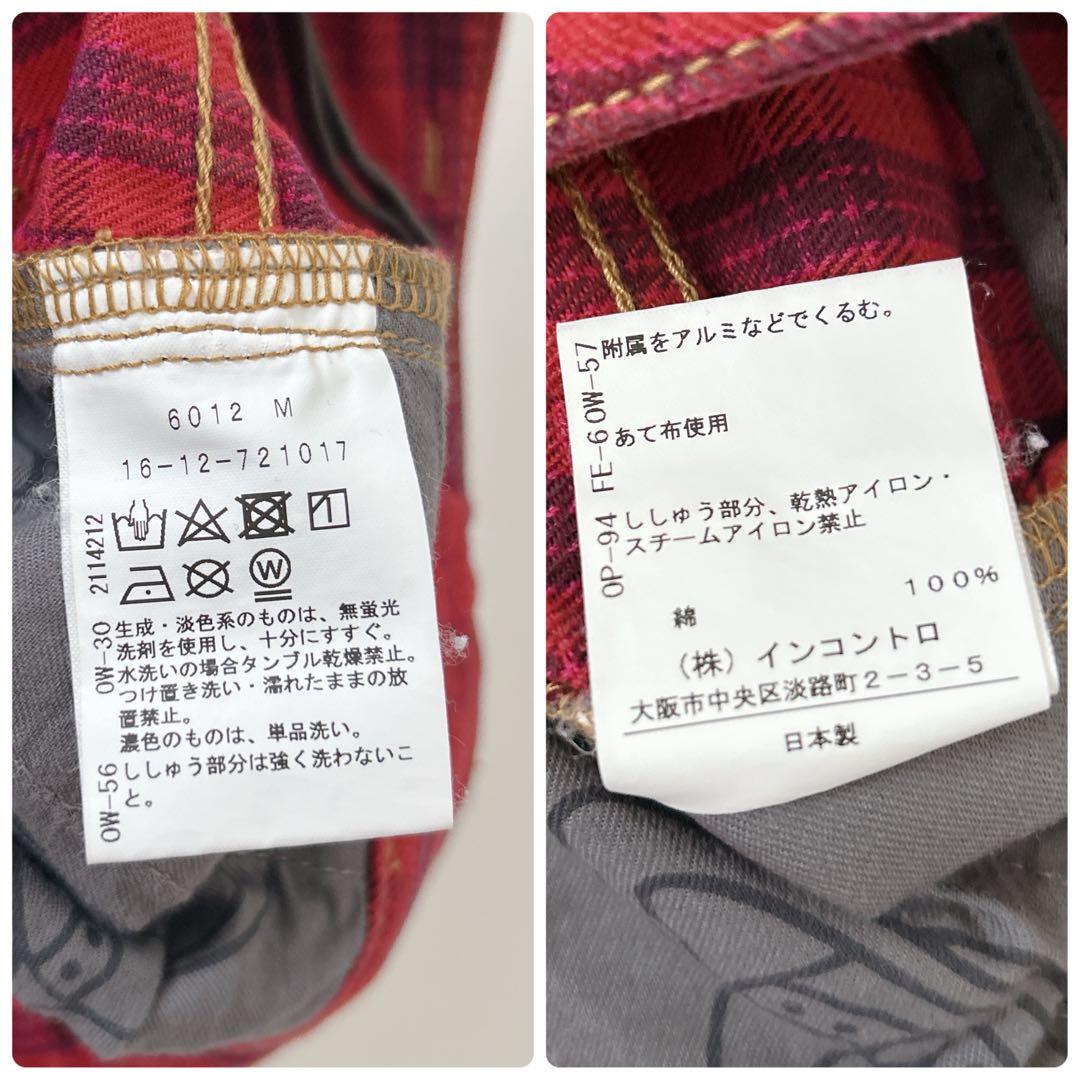 6012 M
16-12-721017
2114212
W
OW-30
生成・淡色系のものは、無蛍光
洗剤を使用し、十分にすすぐ。
水洗いの場合タンブル乾燥禁止。
つけ置き洗い・濡れたままの放
置禁止。
濃色のものは、単品洗い。
OW-56
ししゅう部分は強く洗わないこ
と。
OW-57
附属をアルミなどでくるむ。
FE-6
あて布使用
OP-94
ししゅう部分、乾熱アイロン・
スチームアイロン禁止
綿 100%
(株)インコントロ
大阪市中央区淡路町2-3-5
日本製